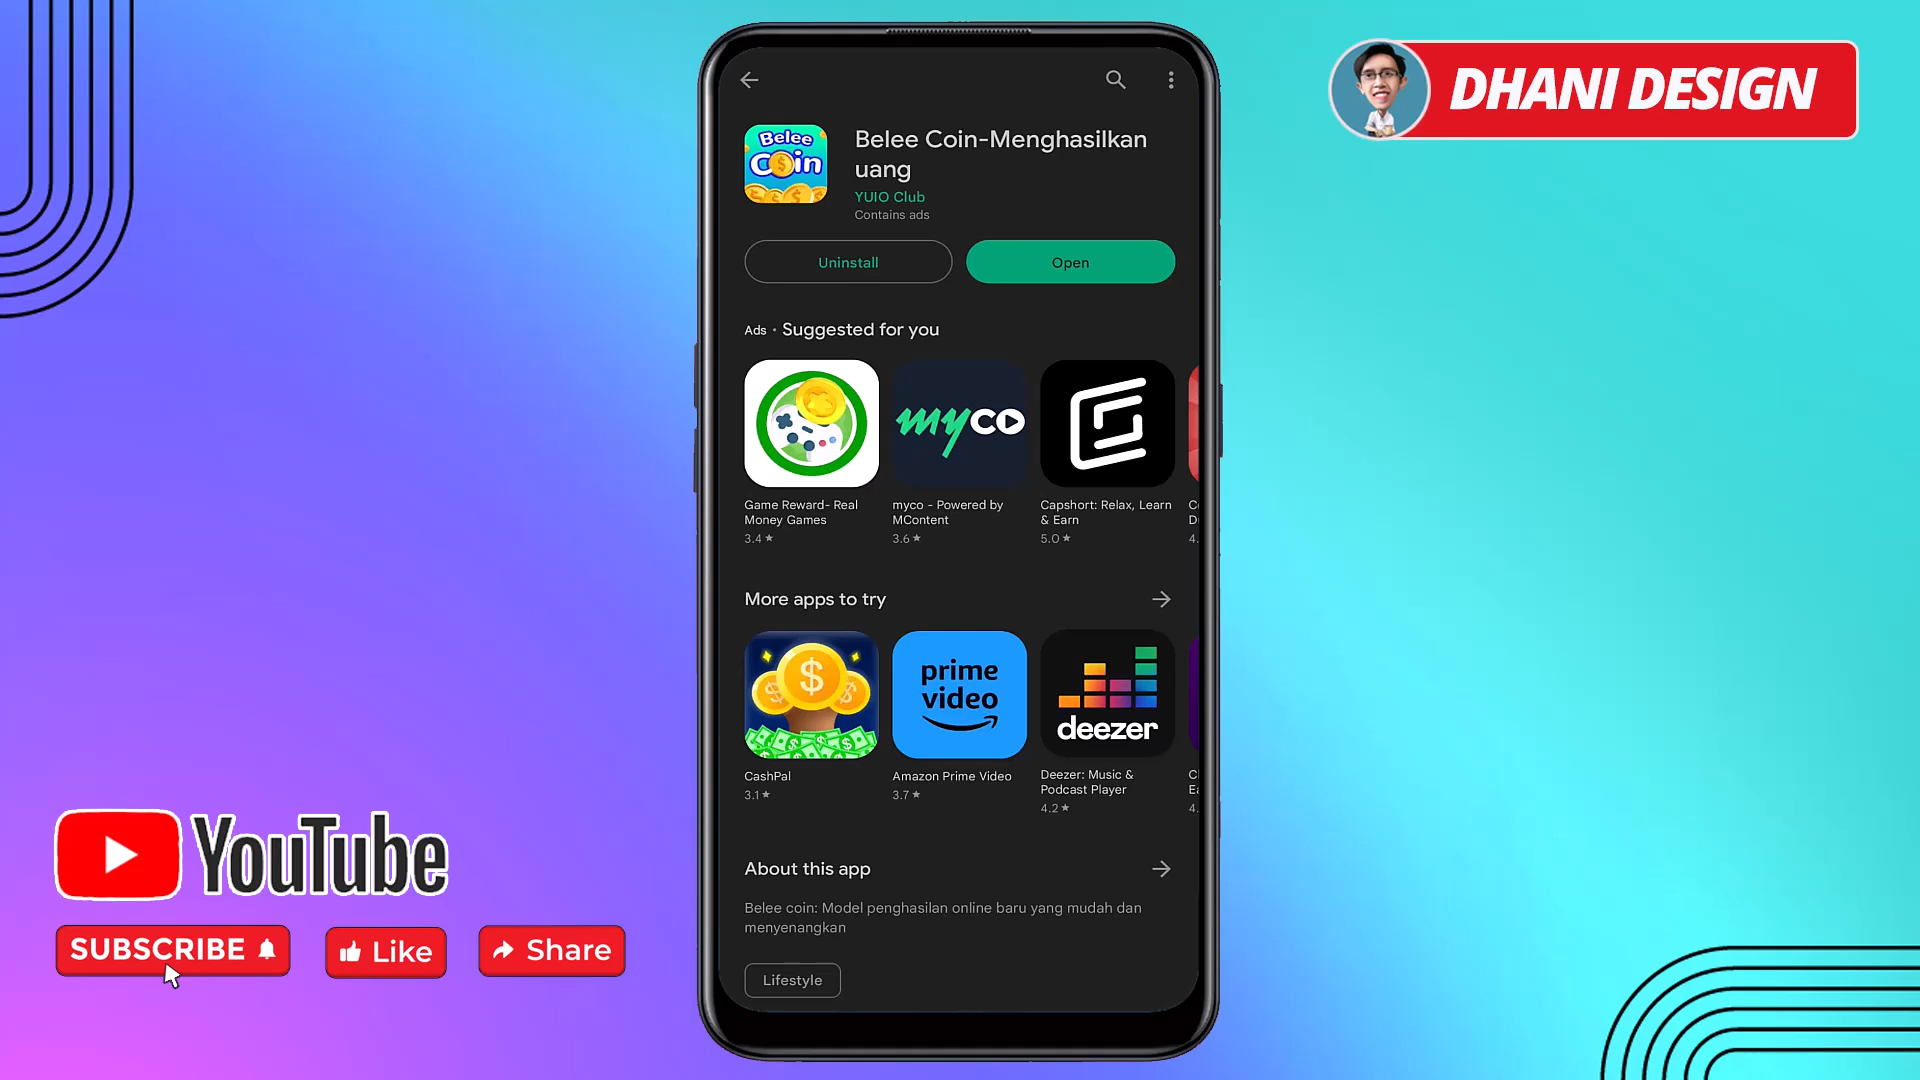 DHANI DESIGN
Belee Coin-Menghasilkan
uang
YUIO Club
Contains ads
Belee
Coin
Uninstall
Open
Ads • Suggested for you
myco
Game Reward- Real
Money Games
3.4★
myco - Powered by
MContent
3.6★
Capshort: Relax, Learn
& Earn
5.0★
4.
More apps to try
prime
video
deezer
CashPal
3.1★
Amazon Prime Video
3.7★
Deezer: Music &
Podcast Player
4.2★
4.
About this app
Belee coin: Model penghasilan online baru yang mudah dan
menyenangkan
Lifestyle
YouTube
SUBSCRIBE
Like
Share